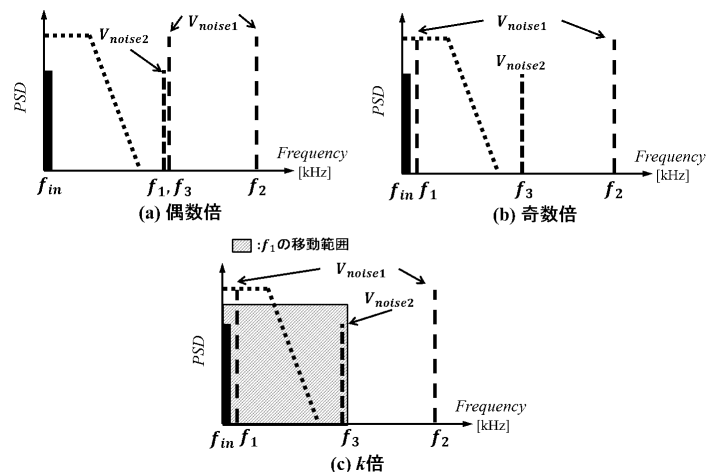 V_noise2
V_noise1
PSD
Frequency
[kHz]
f_in
f_1, f_3
f_2
(a) 偶数倍
V_noise1
V_noise2
PSD
Frequency
[kHz]
f_in f_1
f_3
f_2
(b) 奇数倍
:f_1の移動範囲
V_noise1
V_noise2
PSD
Frequency
[kHz]
f_in f_1
f_3
f_2
(c) k倍